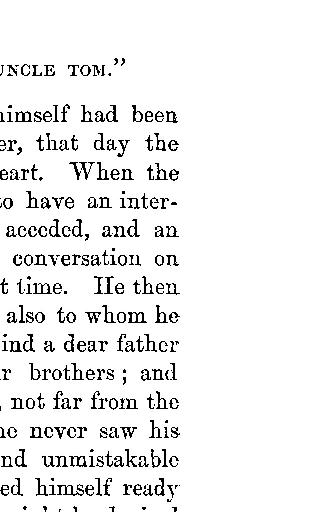 UNCLE TOM.”
himself had been
er, that day the
eart. When the
to have an inter-
acceded, and an
conversation on
t time. He then
also to whom he
ind a dear father
r brothers; and
, not far from the
he never saw his
nd unmistakable
ed himself ready